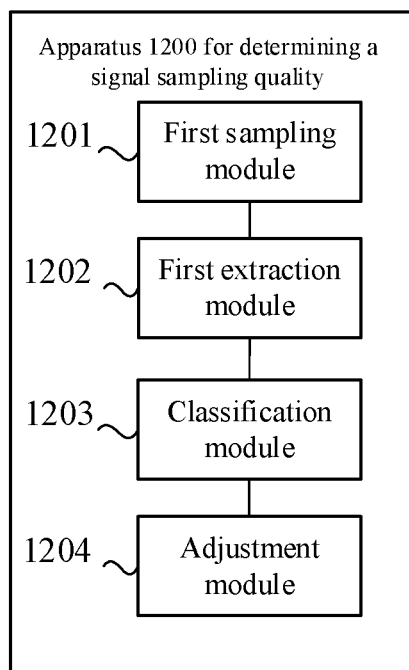 Apparatus 1200 for determining a
signal sampling quality
1201
First sampling
module
1202
First extraction
module
1203
Classification
module
1204
Adjustment
module